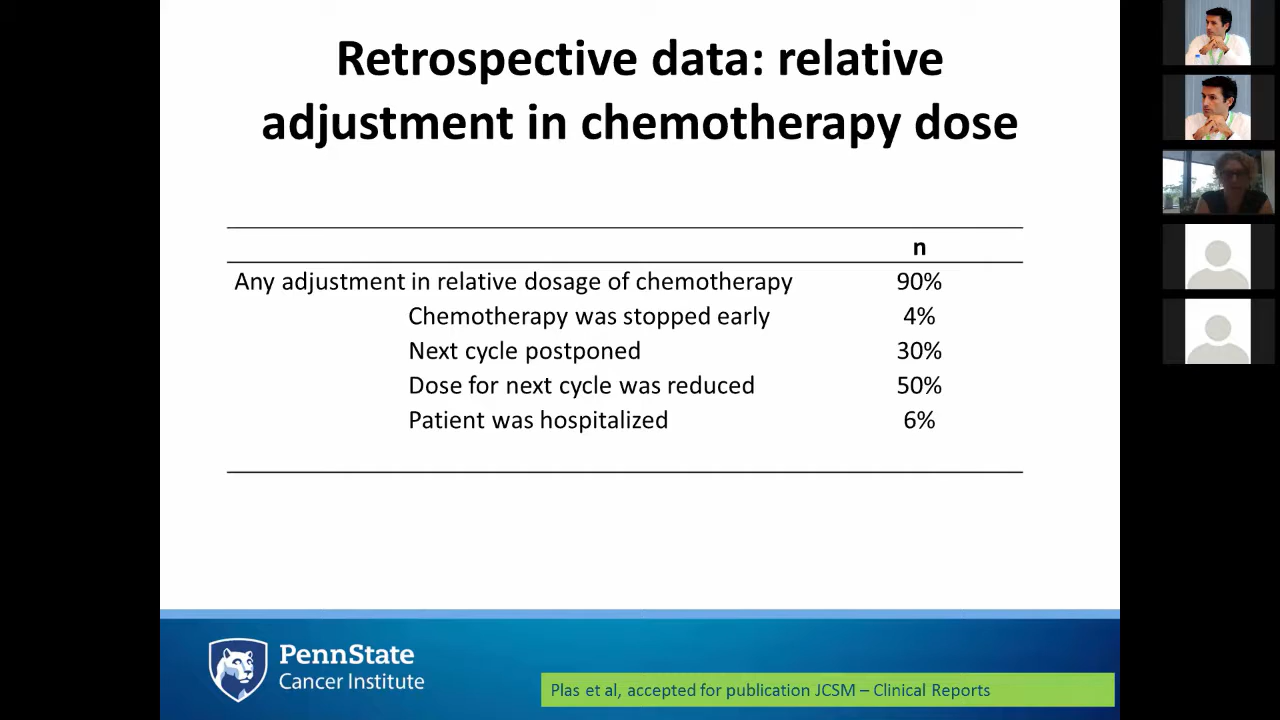 Retrospective data: relative
adjustment in chemotherapy dose
n
Any adjustment in relative dosage of chemotherapy 90%
Chemotherapy was stopped early 4%
Next cycle postponed 30%
Dose for next cycle was reduced 50%
Patient was hospitalized 6%
PennState
Cancer Institute
Plas et al, accepted for publication JCSM – Clinical Reports